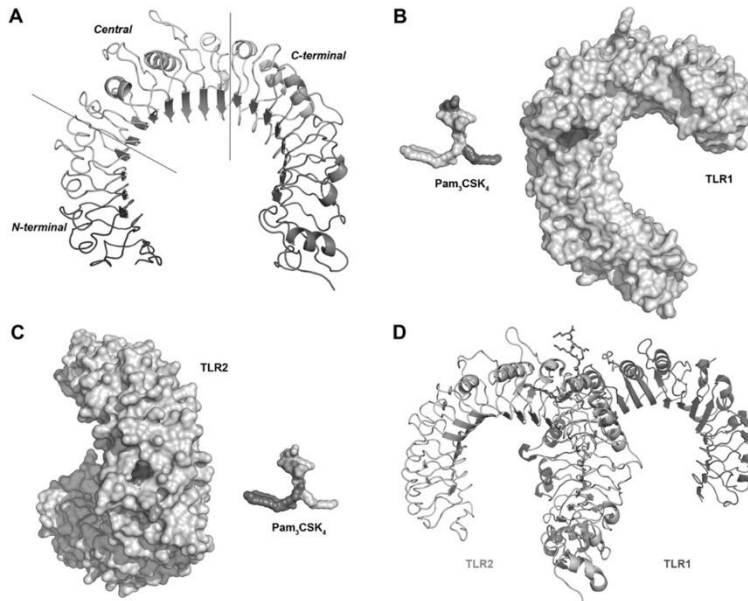 A
Central
C-terminal
N-terminal
B
Pam₃CSK₄
TLR1
C
TLR2
Pam₃CSK₄
D
TLR2
TLR1